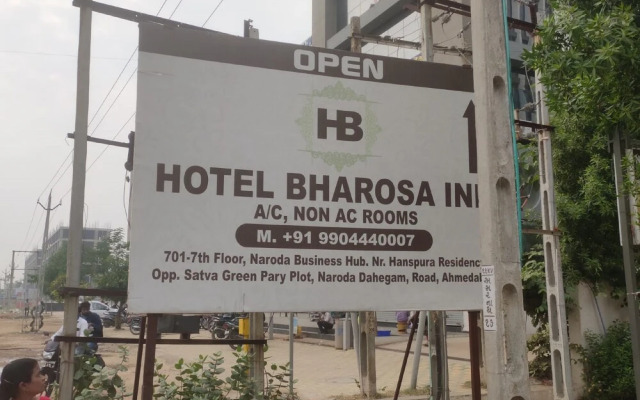 OPEN
HB
HOTEL BHAROSA IN
A/C, NON AC ROOMS
M. +91 9904440007
701-7th Floor, Naroda Business Hub. Nr. Hanspura Residenc
Opp. Satva Green Pary Plot, Naroda Dahegam, Road, Ahmeda